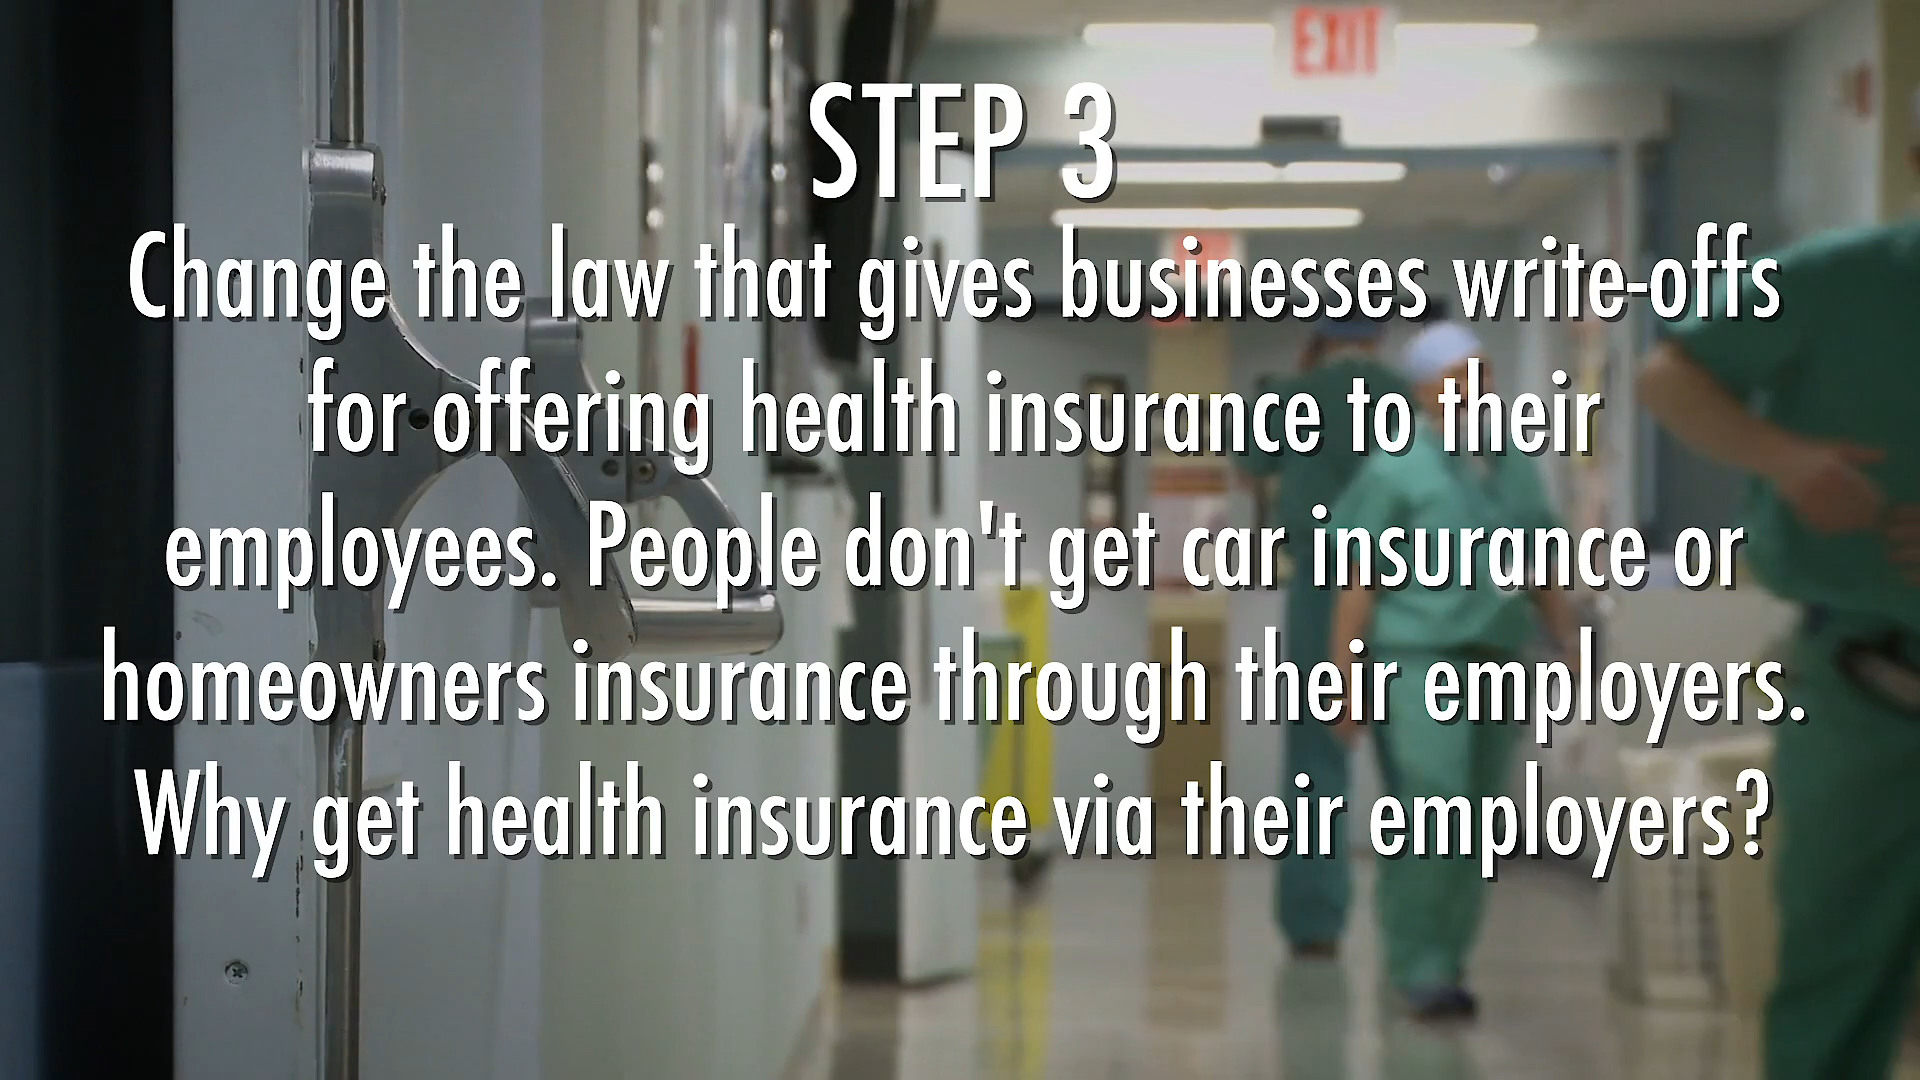 EXIT
STEP 3
Change the law that gives businesses write-offs
for offering health insurance to their
employees. People don't get car insurance or
homeowners insurance through their employers.
Why get health insurance via their employers?